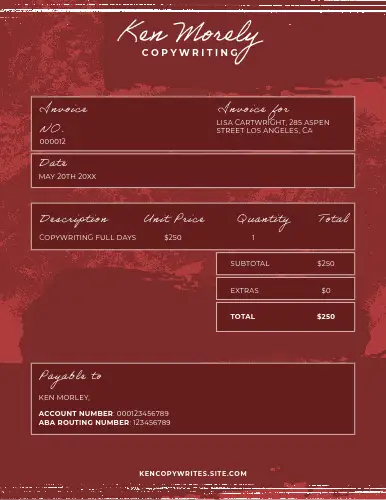 Ken Morely
COPYWRITING
Invoice
NO.
000012
Invoice for
LISA CARTWRIGHT, 285 ASPEN
STREET LOS ANGELES, CA
Date
MAY 20TH 20XX
Description Unit Price Quantity Total
COPYWRITING FULL DAYS $250 1
SUBTOTAL $250
EXTRAS $0
TOTAL $250
Payable to
KEN MORLEY,
ACCOUNT NUMBER: 000123456789
ABA ROUTING NUMBER: 123456789
KENCOPYWRITES.SITE.COM